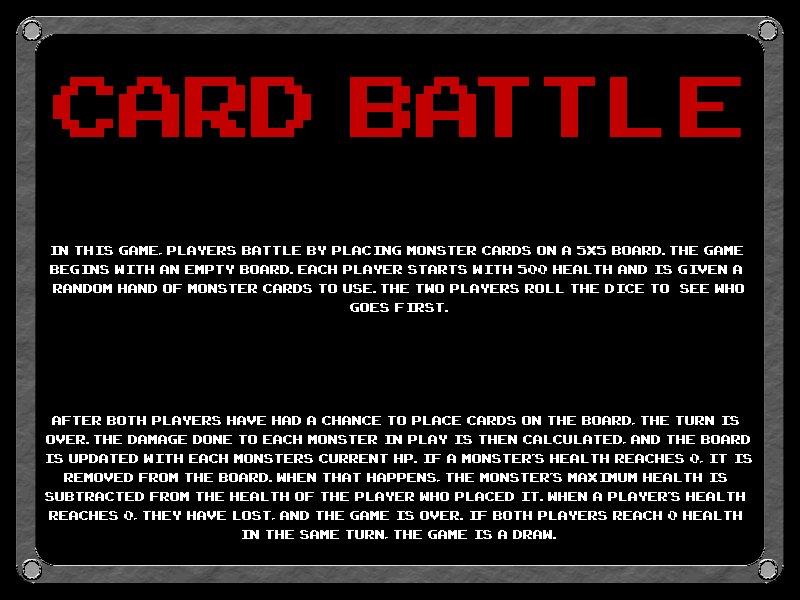 CARD BATTLE
IN THIS GAME, PLAYERS BATTLE BY PLACING MONSTER CARDS ON A 5X5 BOARD. THE GAME
BEGINS WITH AN EMPTY BOARD. EACH PLAYER STARTS WITH 500 HEALTH AND IS GIVEN A
RANDOM HAND OF MONSTER CARDS TO USE. THE TWO PLAYERS ROLL THE DICE TO SEE WHO
GOES FIRST.
AFTER BOTH PLAYERS HAVE HAD A CHANCE TO PLACE CARDS ON THE BOARD, THE TURN IS
OVER. THE DAMAGE DONE TO EACH MONSTER IN PLAY IS THEN CALCULATED, AND THE BOARD
IS UPDATED WITH EACH MONSTERS CURRENT HP. IF A MONSTER'S HEALTH REACHES 0, IT IS
REMOVED FROM THE BOARD. WHEN THAT HAPPENS, THE MONSTER'S MAXIMUM HEALTH IS
SUBTRACTED FROM THE HEALTH OF THE PLAYER WHO PLACED IT. WHEN A PLAYER'S HEALTH
REACHES 0, THEY HAVE LOST, AND THE GAME IS OVER. IF BOTH PLAYERS REACH 0 HEALTH
IN THE SAME TURN, THE GAME IS A DRAW.